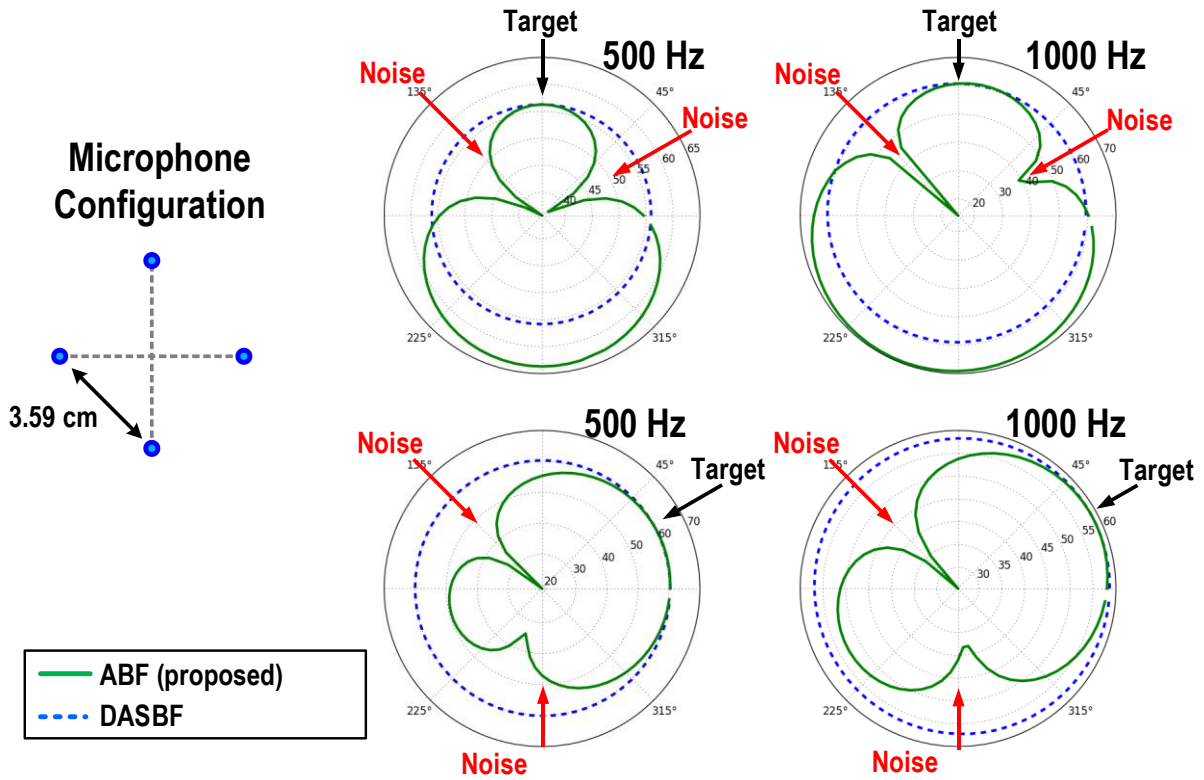 Microphone
Configuration
3.59 cm
ABF (proposed)
DASBF
Target
500 Hz
Noise
Noise
135°
45°
225°
315°
40
45
50
55
60
65
Target
1000 Hz
Noise
Noise
135°
45°
225°
315°
20
30
40
50
60
70
500 Hz
Noise
Target
135°
45°
225°
315°
20
30
40
50
60
70
Noise
1000 Hz
Noise
Target
135°
45°
225°
315°
30
35
40
45
50
55
60
Noise